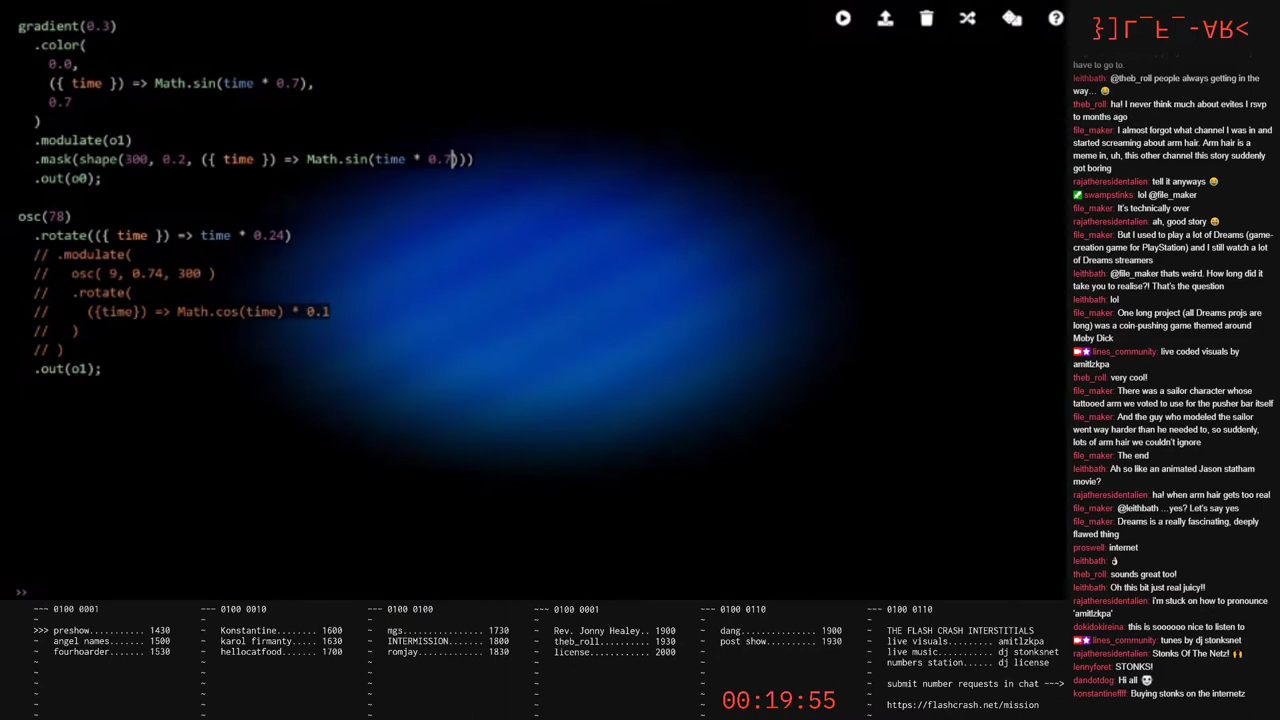 gradient(0.3)
.color(
0.0,
({ time }) => Math.sin(time * 0.7),
0.7
)
.modulate(o1)
.mask(shape(300, 0.2, ({ time }) => Math.sin(time * 0.7)))
.out(o0);
osc(78)
.rotate(({ time }) => time * 0.24)
// .modulate(
// osc( 9, 0.74, 300 )
// .rotate(
// ({time}) => Math.cos(time) * 0.1
// )
// )
.out(o1);
>>
have to go to.
leithbath: @theb_roll people always getting in the
way… 😅
theb_roll: ha! I never think much about evites I rsvp
to months ago
file_maker: I almost forgot what channel I was in and
started searching about arm hair. Arm hair is a
meme in, uh, this other channel this story suddenly
got boring
rajatheresidentalien: tell it anyways 😅
swampstinks: lol @file_maker
file_maker: It's technically over
rajatheresidentalien: ah, good story 😄
file_maker: But I used to play a lot of Dreams (game-
creation game for PlayStation) and I still watch a lot
of Dreams streamers
leithbath: @file_maker thats weird. How long did it
take you to realise?! That's the question
leithbath: lol
file_maker: One long project (all Dreams projs are
long) was a coin-pushing game themed around
Moby Dick
lines_community: live coded visuals by
amitlzkpa
theb_roll: very cool!
file_maker: There was a sailor character whose
tattooed arm we voted to use for the pusher bar itself
file_maker: And the guy who modeled the sailor
went way harder than he needed to, so suddenly,
lots of arm hair we couldn't ignore
file_maker: The end
leithbath: Ah so like an animated Jason statham
movie?
rajatheresidentalien: ha! when arm hair gets too real
file_maker: @leithbath …yes? Let's say yes
file_maker: Dreams is a really fascinating, deeply
flawed thing
proswell: internet
leithbath: 👌
theb_roll: sounds great too!
leithbath: Oh this bit just real juicy!!
rajatheresidentalien: i'm stuck on how to pronounce
'amitlzkpa'
dokidokireina: this is soooooo nice to listen to
lines_community: tunes by dj stonksnet
rajatheresidentalien: Stonks Of The Netz! 🙌
lennyforet: STONKS!
dandotdog: Hi all 💀
konstantineffff: Buying stonks on the internetz
~~~ 0100 0001
~
>>> preshow.......... 1430
~ angel names...... 1500
~ fourhoarder...... 1530
~~~ 0100 0010
~
~ Konstantine....... 1600
~ karol firmanty.... 1630
~ hellocatfood...... 1700
~~~ 0100 0100
~
~ mgs............... 1730
~ INTERMISSION...... 1800
~ romjay............ 1830
~~~ 0100 0001
~
~ Rev. Jonny Healey.. 1900
~ theb_roll.......... 1930
~ license............ 2000
~~~ 0100 0110
~
~ dang.............. 1900
~ post show......... 1930
00:19:55
~~~ 0100 0110
~
~ THE FLASH CRASH INTERSTITIALS
~ live visuals......... amitlzkpa
~ live music....... dj stonksnet
~ numbers station... dj license
~
~ submit number requests in chat ~~~>
~
~ https://flashcrash.net/mission